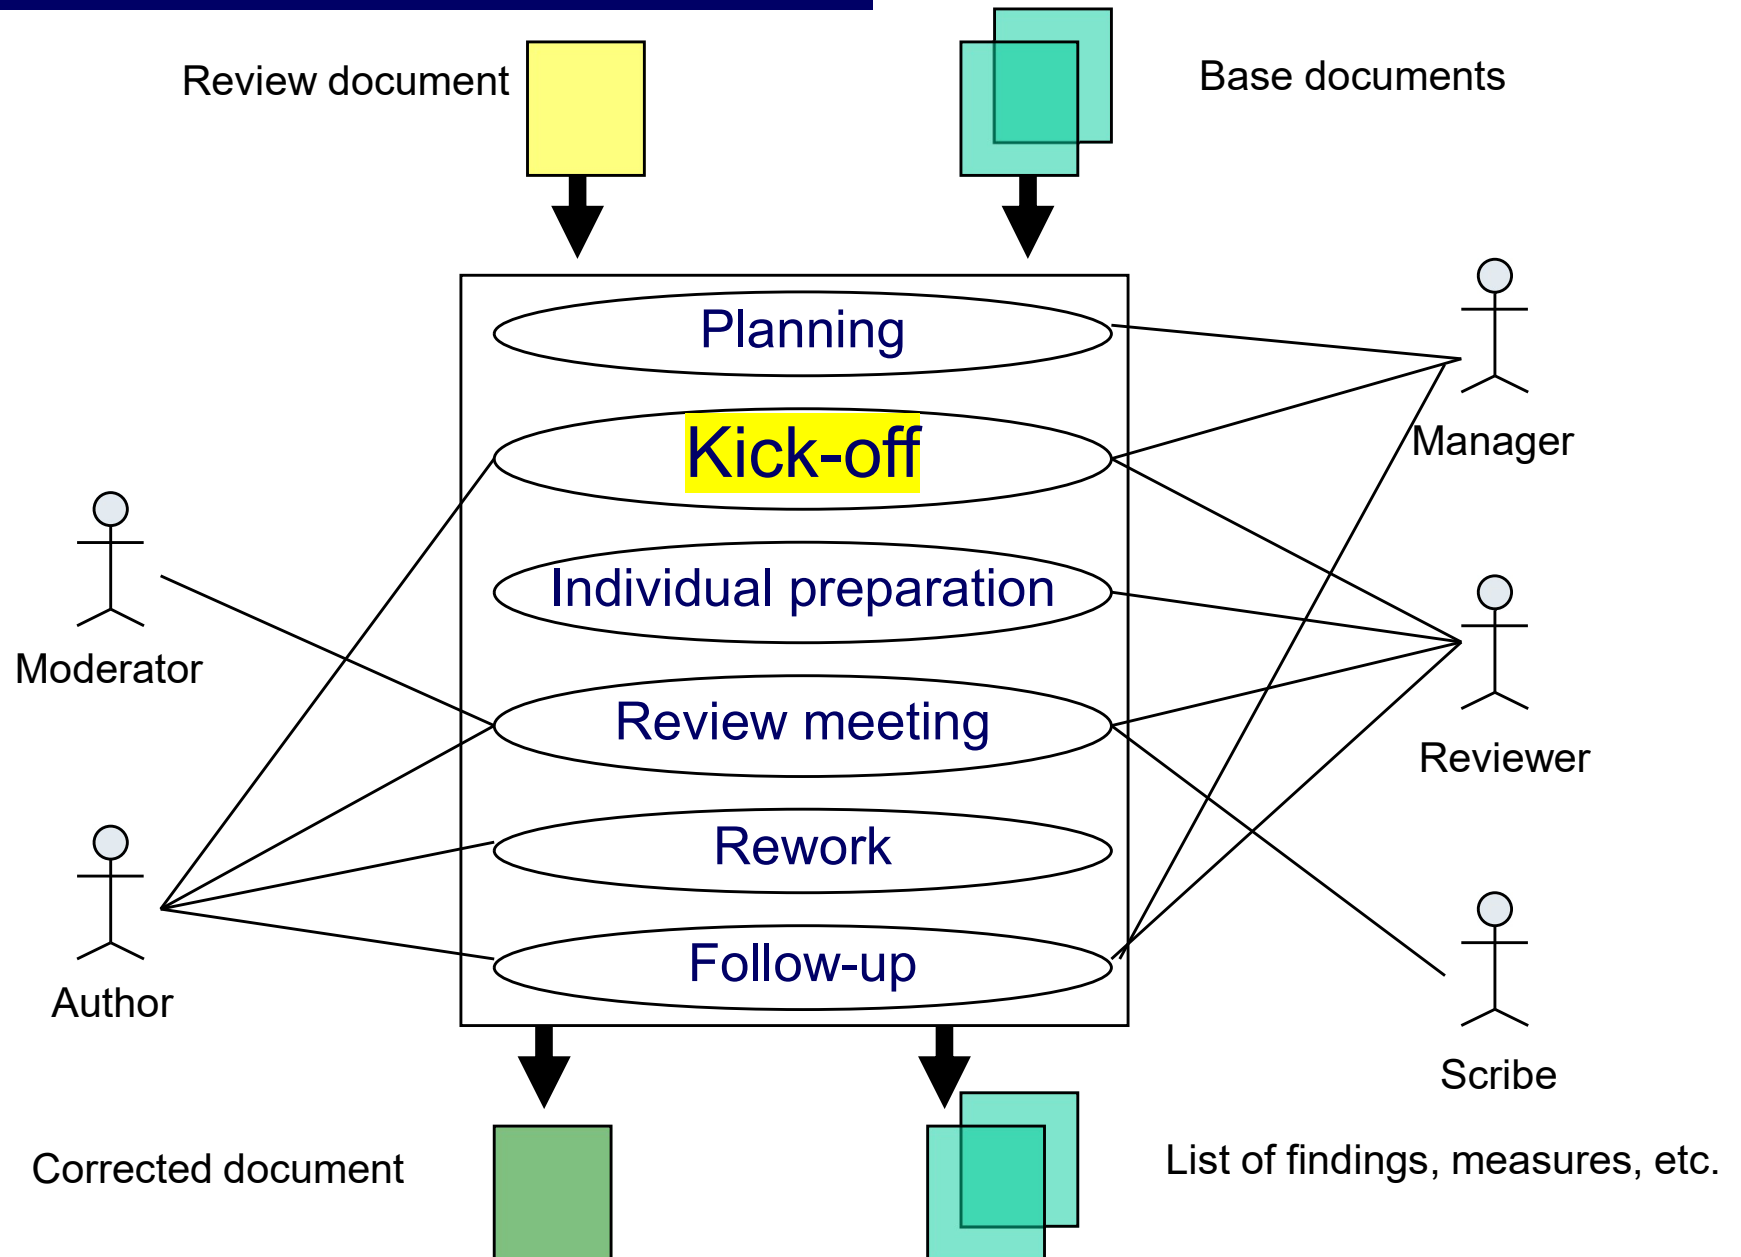 Review document
Base documents
Planning
Kick-off
Manager
Individual preparation
Moderator
Review meeting
Reviewer
Rework
Follow-up
Author
Scribe
Corrected document
List of findings, measures, etc.